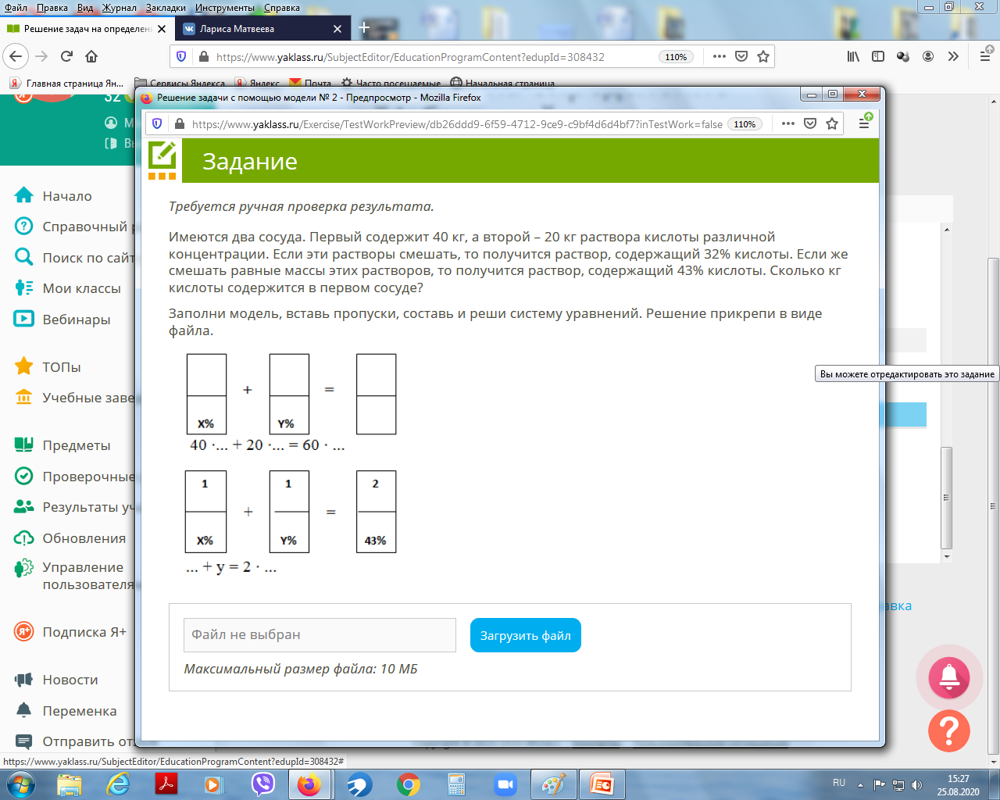 Файл Правка Вид Журнал Закладки Инструменты Справка
Решение задач на определен
Лариса Матвеева
https://www.yaklass.ru/SubjectEditor/EducationProgramContent?edupId=308432
110%
Главная страница Ян...
Сервисы Яндекса
Яндекс
Почта
Часто посещаемые
Начальная страница
32
Решение задачи с помощью модели № 2 - Предпросмотр - Mozilla Firefox
https://www.yaklass.ru/Exercise/TestWorkPreview/db26ddd9-6f59-4712-9ce9-c9bf4d6d4bf7?inTestWork=false
110%
Задание
Требуется ручная проверка результата.
Имеются два сосуда. Первый содержит 40 кг, а второй – 20 кг раствора кислоты различной
концентрации. Если эти растворы смешать, то получится раствор, содержащий 32% кислоты. Если же
смешать равные массы этих растворов, то получится раствор, содержащий 43% кислоты. Сколько кг
кислоты содержится в первом сосуде?
Заполни модель, вставь пропуски, составь и реши систему уравнений. Решение прикрепи в виде
файла.
+ =
X% Y%
40 ·... + 20 ·... = 60 · ...
1 1 2
+ =
X% Y% 43%
... + y = 2 · ...
Файл не выбран
Загрузить файл
Максимальный размер файла: 10 МБ
Вы можете отредактировать это задание
Начало
Справочный
Поиск по сайт
Мои классы
Вебинары
ТОПы
Учебные заве
Предметы
Проверочные
Результаты уч
Обновления
Управление
пользователя
Подписка Я+
Новости
Переменка
Отправить от
авка
https://www.yaklass.ru/SubjectEditor/EducationProgramContent?edupId=308432#
RU
15:27
25.08.2020